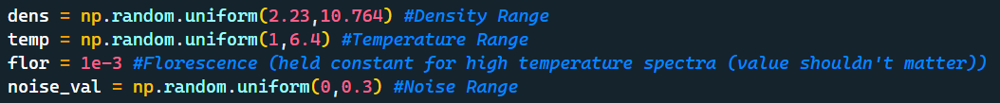 dens = np.random.uniform(2.23,10.764) #Density Range
temp = np.random.uniform(1,6.4) #Temperature Range
flor = 1e-3 #Florescence (held constant for high temperature spectra (value shouldn't matter))
noise_val = np.random.uniform(0,0.3) #Noise Range